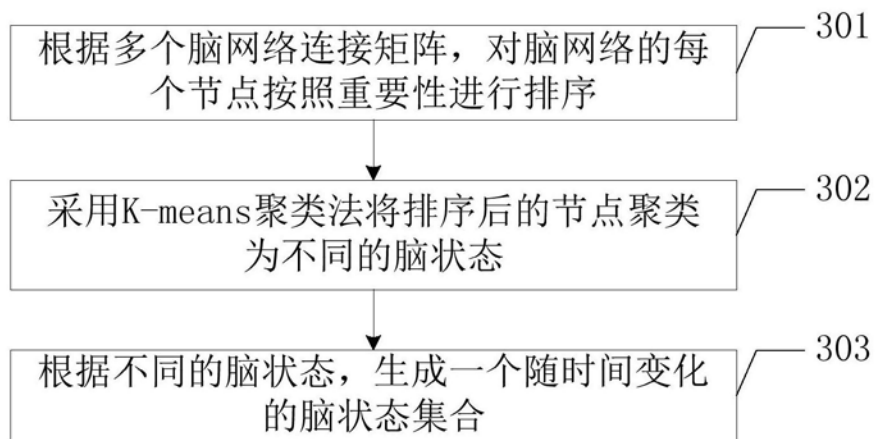 根据多个脑网络连接矩阵，对脑网络的每
个节点按照重要性进行排序
301
采用K-means聚类法将排序后的节点聚类
为不同的脑状态
302
根据不同的脑状态，生成一个随时间变化
的脑状态集合
303